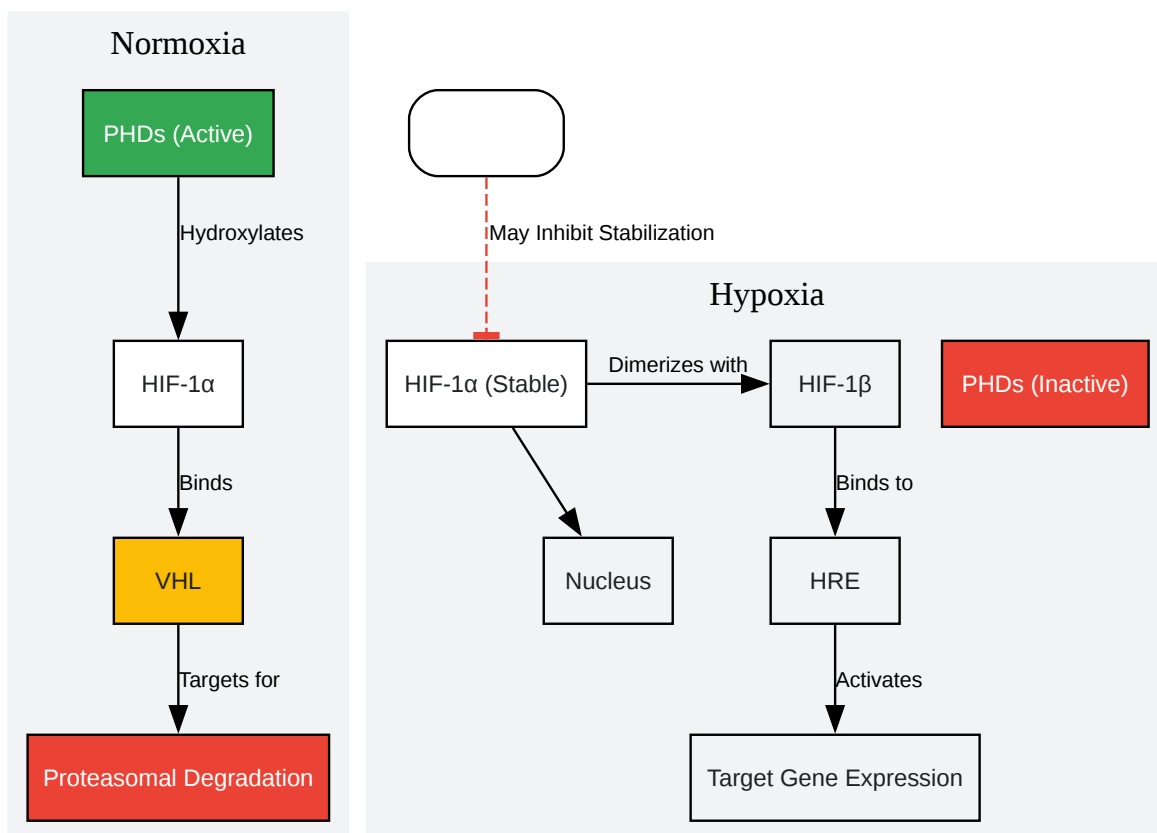 Normoxia
PHDs (Active)
Hydroxylates
HIF-1α
Binds
VHL
Targets for
Proteasomal Degradation
May Inhibit Stabilization
Hypoxia
HIF-1α (Stable)
Dimerizes with
HIF-1β
PHDs (Inactive)
Binds to
Nucleus
HRE
Activates
Target Gene Expression